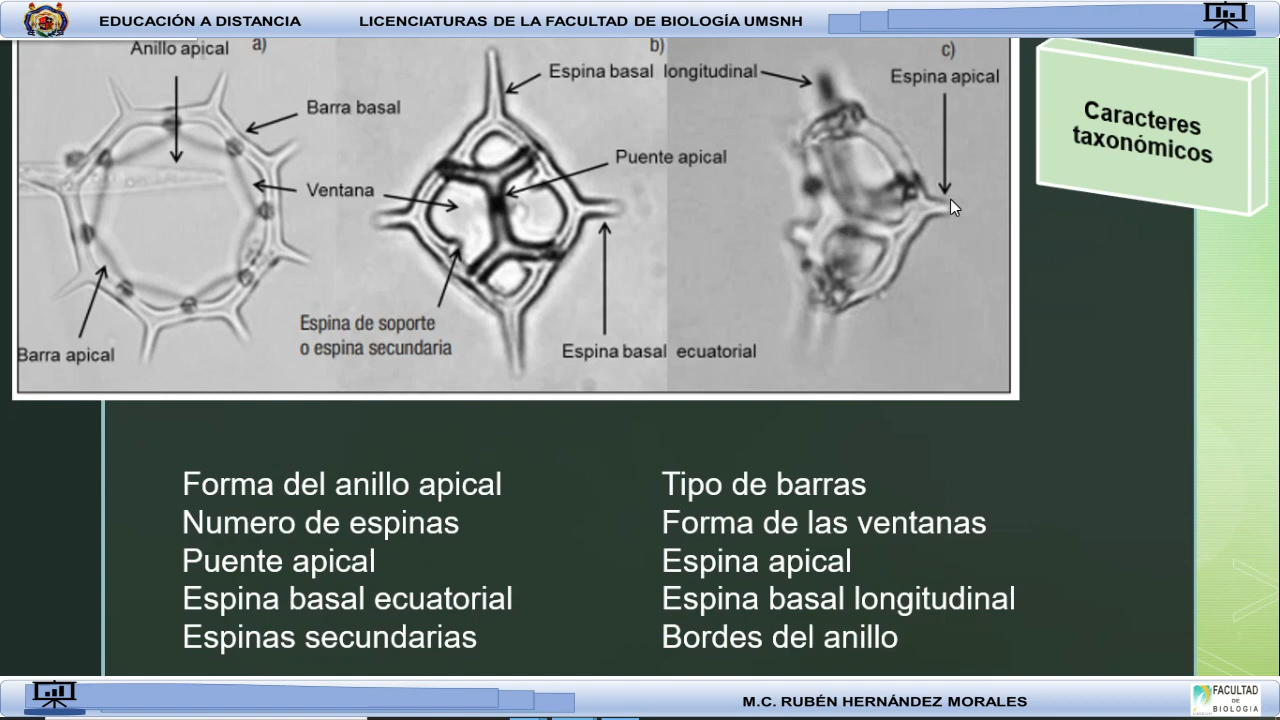 EDUCACIÓN A DISTANCIA LICENCIATURAS DE LA FACULTAD DE BIOLOGÍA UMSNH
Anillo apical
a)
b)
c)
Espina basal longitudinal
Espina apical
Barra basal
Puente apical
Ventana
Espina de soporte
o espina secundaria
Barra apical
Espina basal ecuatorial
Caracteres
taxonómicos
Forma del anillo apical
Numero de espinas
Puente apical
Espina basal ecuatorial
Espinas secundarias
Tipo de barras
Forma de las ventanas
Espina apical
Espina basal longitudinal
Bordes del anillo
M.C. RUBÉN HERNÁNDEZ MORALES
FACULTAD
DE
BIOLOGIA